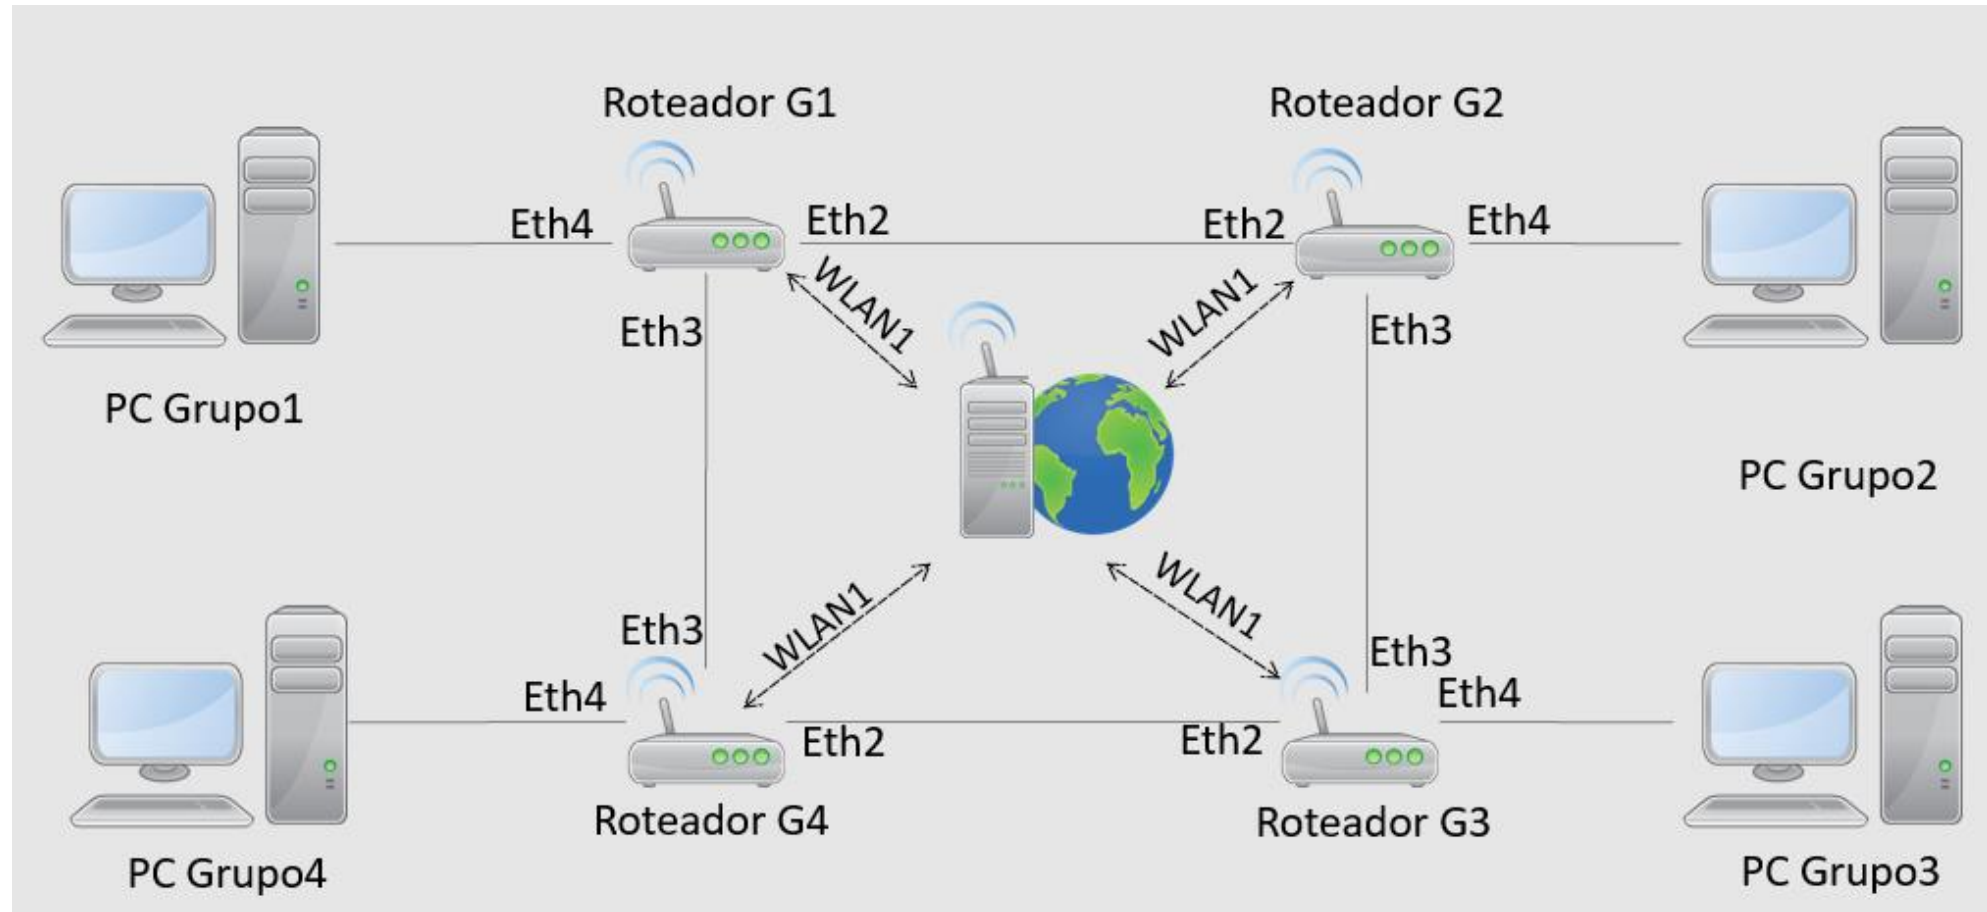 Roteador G1
Roteador G2
Eth4
Eth2
Eth2
Eth4
WLAN1
WLAN1
Eth3
Eth3
PC Grupo1
PC Grupo2
WLAN1
WLAN1
Eth3
Eth3
Eth4
Eth4
Eth2
Eth2
Roteador G4
Roteador G3
PC Grupo4
PC Grupo3